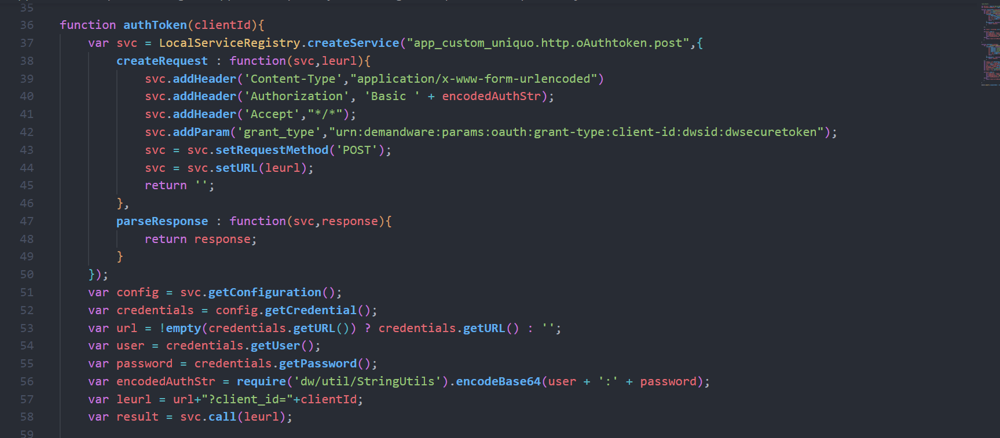 35
36 function authToken(clientId){
37 var svc = LocalServiceRegistry.createService("app_custom_uniquo.http.oAuthtoken.post",{
38 createRequest : function(svc,leurl){
39 svc.addHeader('Content-Type',"application/x-www-form-urlencoded")
40 svc.addHeader('Authorization', 'Basic ' + encodedAuthStr);
41 svc.addHeader('Accept',"*/*");
42 svc.addParam('grant_type',"urn:demandware:params:oauth:grant-type:client-id:dwsid:dwsecuretoken");
43 svc = svc.setRequestMethod('POST');
44 svc = svc.setURL(leurl);
45 return '';
46 },
47 parseResponse : function(svc,response){
48 return response;
49 }
50 });
51 var config = svc.getConfiguration();
52 var credentials = config.getCredential();
53 var url = !empty(credentials.getURL()) ? credentials.getURL() : '';
54 var user = credentials.getUser();
55 var password = credentials.getPassword();
56 var encodedAuthStr = require('dw/util/StringUtils').encodeBase64(user + ':' + password);
57 var leurl = url+"?client_id="+clientId;
58 var result = svc.call(leurl);
59